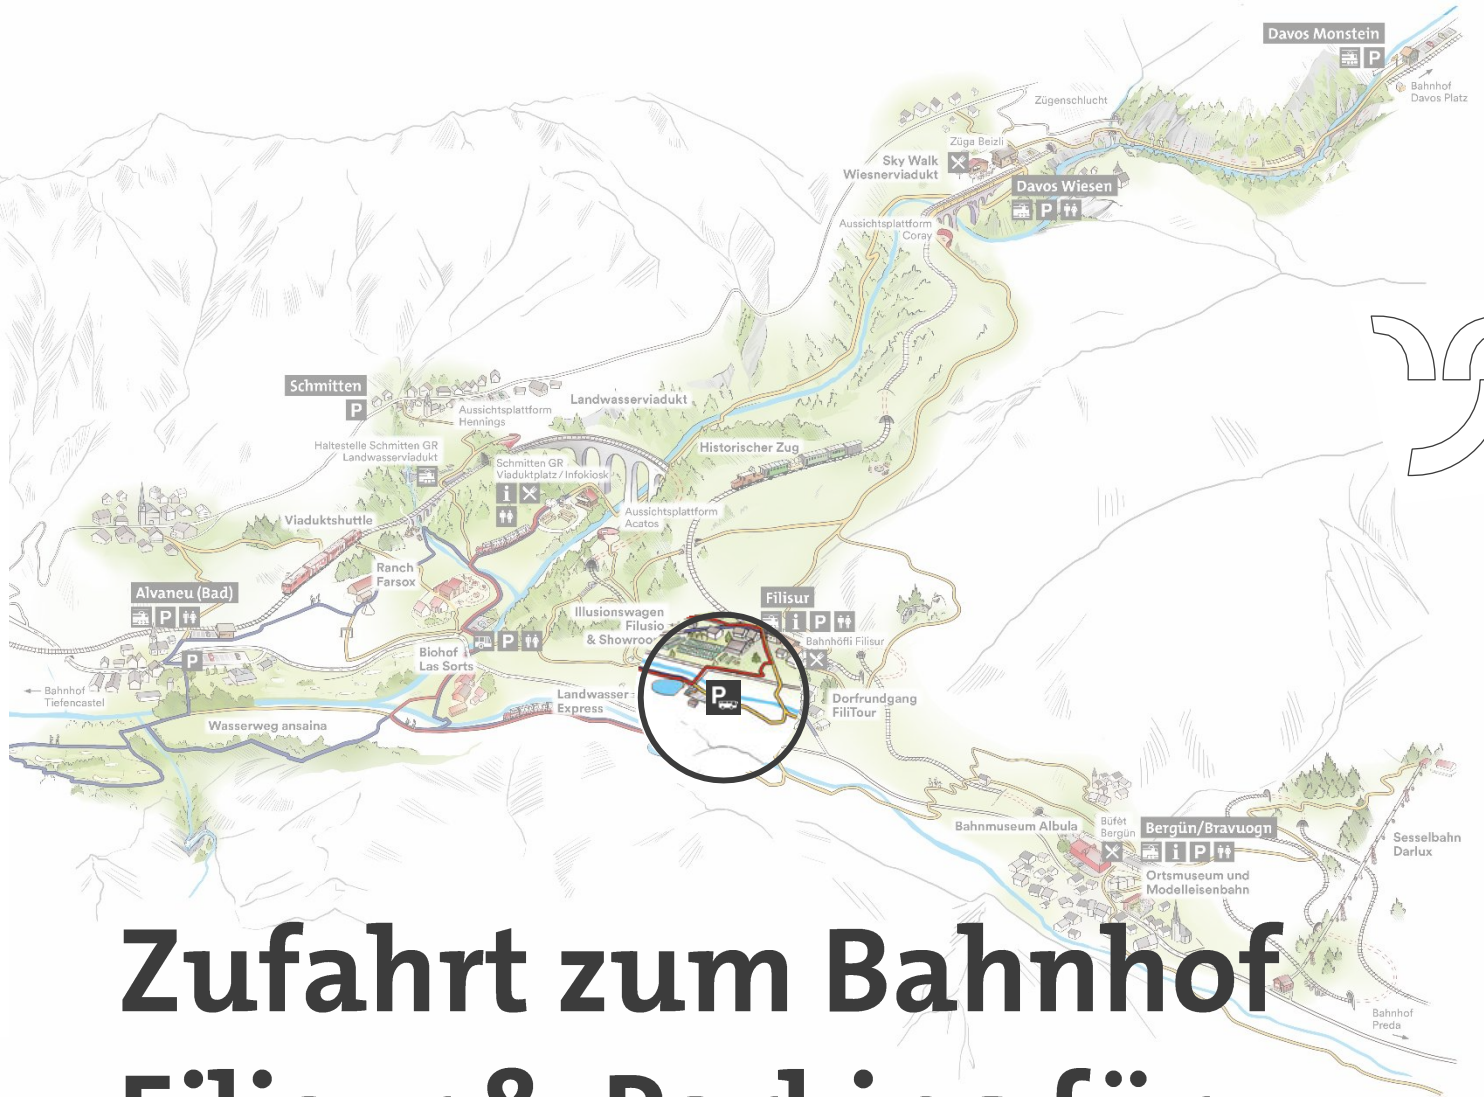 Davos Monstein
P
Bahnhof
Davos Platz
Zügenschlucht
Züga Beizli
Sky Walk
Wiesnerviadukt
Davos Wiesen
P
Aussichtsplattform
Coray
Schmitten
P
Landwasserviadukt
Aussichtsplattform
Hennings
Haltestelle Schmitten GR
Landwasserviadukt
Historischer Zug
Schmitten GR
Viaduktplatz / Infokiosk
i
Aussichtsplattform
Acatos
Viaduktshuttle
Ranch
Farsox
Alvaneu (Bad)
P
Filisur
i P
Illusionswagen
Filusio
& Showroo
Bahnhöfli Filisur
P
Biohof
Las Sorts
P
Bahnhof
Tiefencastel
Landwasser
Express
P
Dorfrundgang
FiliTour
Wasserweg ansaina
Bahnmuseum Albula
Büfèt
Bergün
Bergün/Bravuogn
i P
Sesselbahn
Darlux
Ortsmuseum und
Modelleisenbahn
Bahnhof
Preda
Zufahrt zum Bahnhof